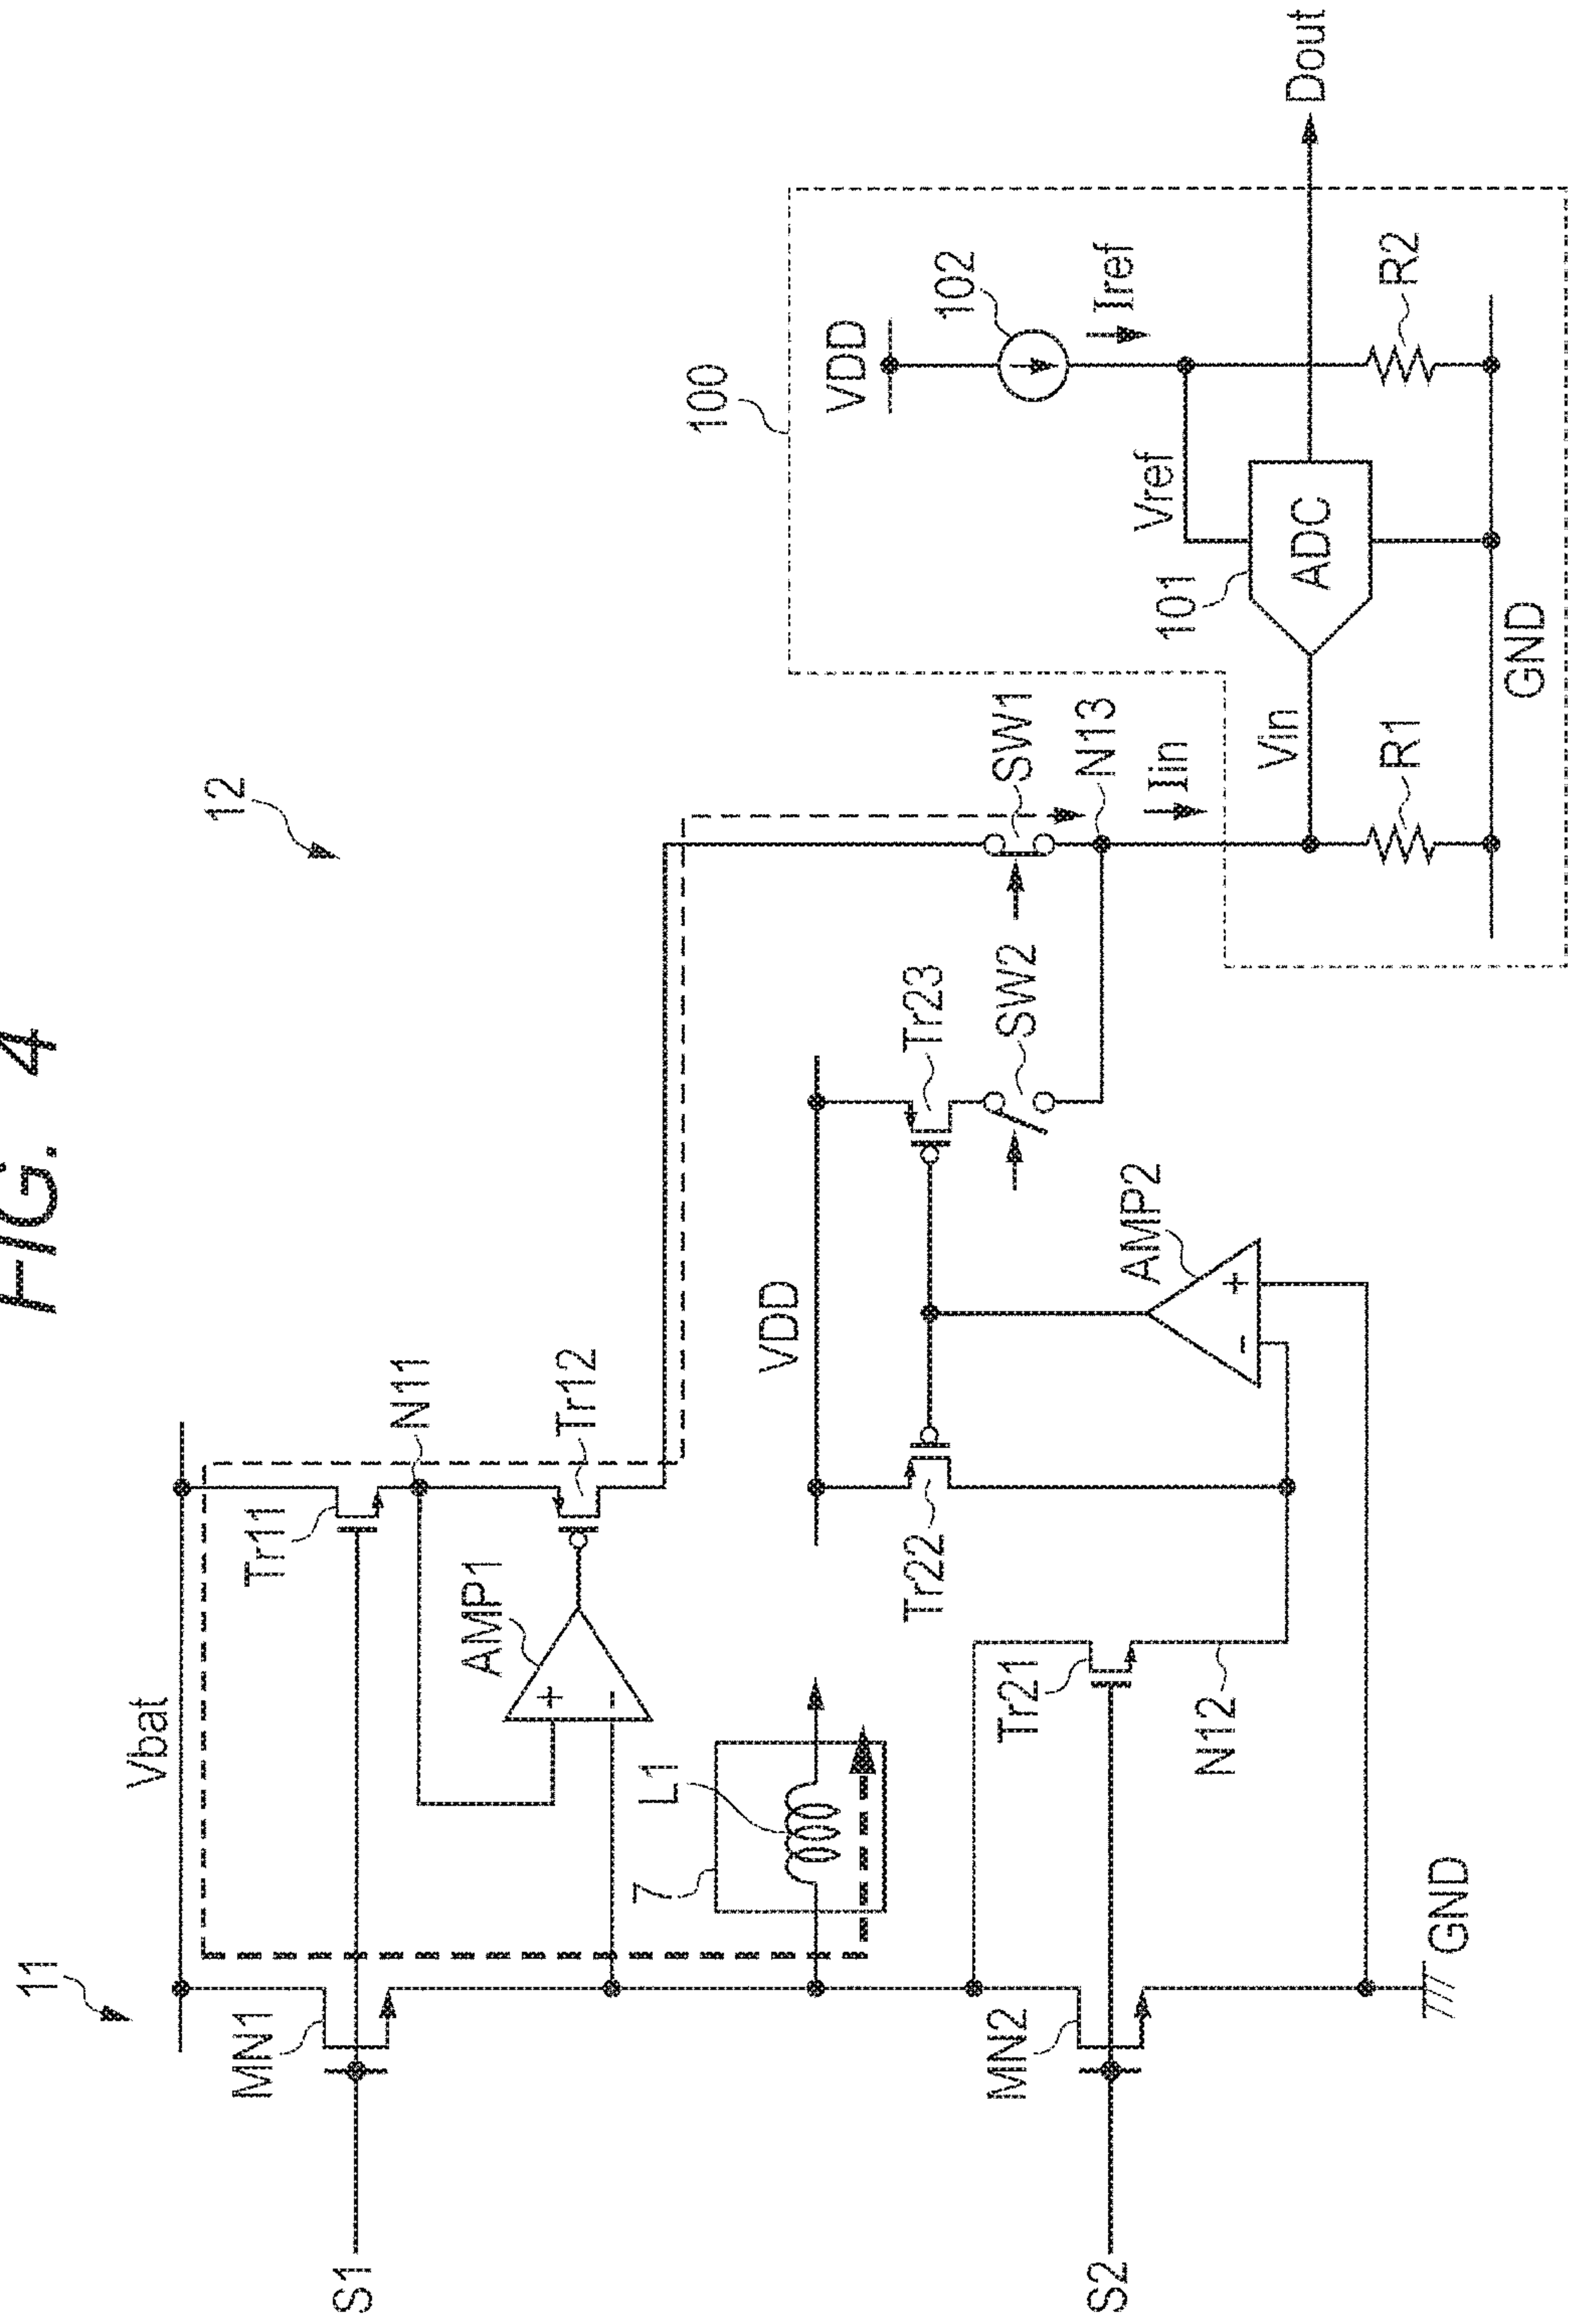 FIG. 4
11
12
Vbat
MN1
S1
Tr11
N11
AMP1
+
−
Tr12
7
L1
VDD
Tr22
Tr23
SW2
SW1
N13
Iin
AMP2
−
+
Tr21
N12
MN2
S2
GND
100
VDD
102
Iref
Vref
101
ADC
Vin
R1
R2
GND
Dout